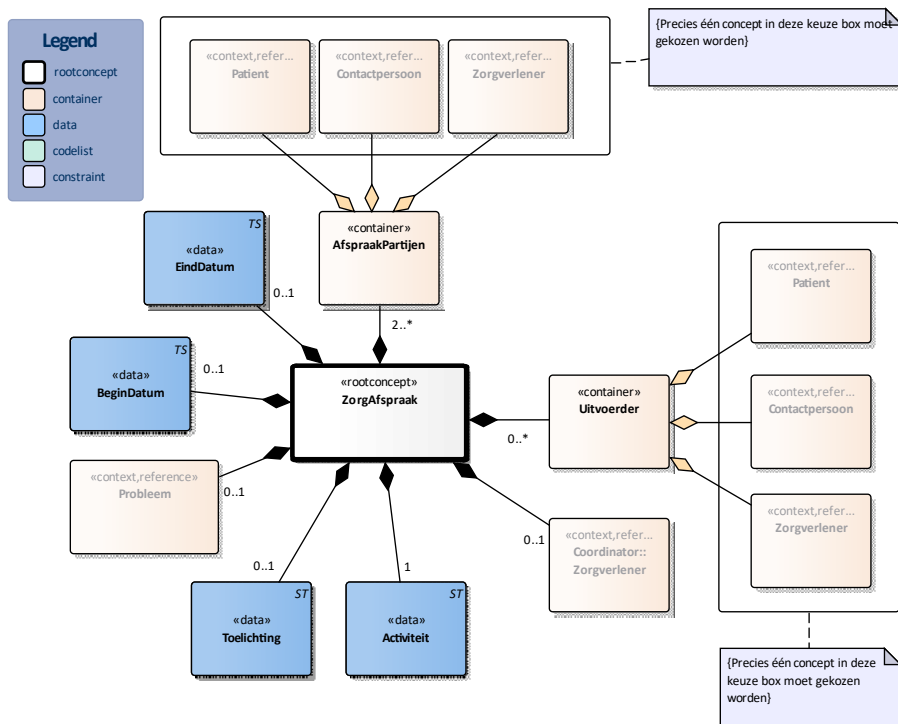 Legend
rootconcept
container
data
codelist
constraint
«context,refer...
Patient
«context,refer...
Contactpersoon
«context,refer...
Zorgverlener
{Precies één concept in deze keuze box moet
gekozen worden}
TS
«data»
EindDatum
0..1
«container»
AfspraakPartijen
2..*
TS
«data»
BeginDatum
0..1
«rootconcept»
ZorgAfspraak
«container»
Uitvoerder
0..*
«context,refer...
Patient
«context,refer...
Contactpersoon
«context,refer...
Zorgverlener
«context,reference»
Probleem
0..1
«context,refer...
Coordinator::
Zorgverlener
0..1
0..1
1
ST
«data»
Toelichting
ST
«data»
Activiteit
{Precies één concept in deze
keuze box moet gekozen
worden}